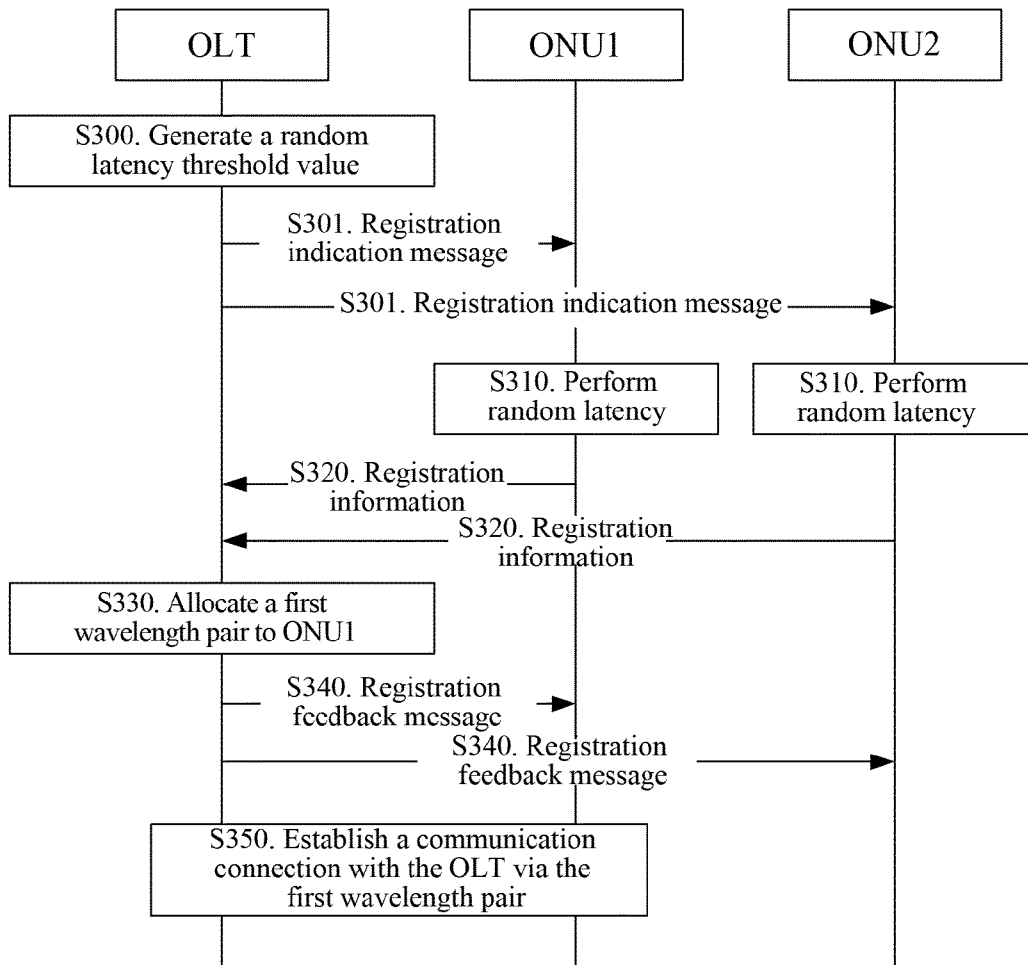 OLT
ONU1
ONU2
S300. Generate a random
latency threshold value
S301. Registration
indication message
S301. Registration indication message
S310. Perform
random latency
S310. Perform
random latency
S320. Registration
information
S320. Registration
information
S330. Allocate a first
wavelength pair to ONU1
S340. Registration
feedback message
S340. Registration
feedback message
S350. Establish a communication
connection with the OLT via the
first wavelength pair